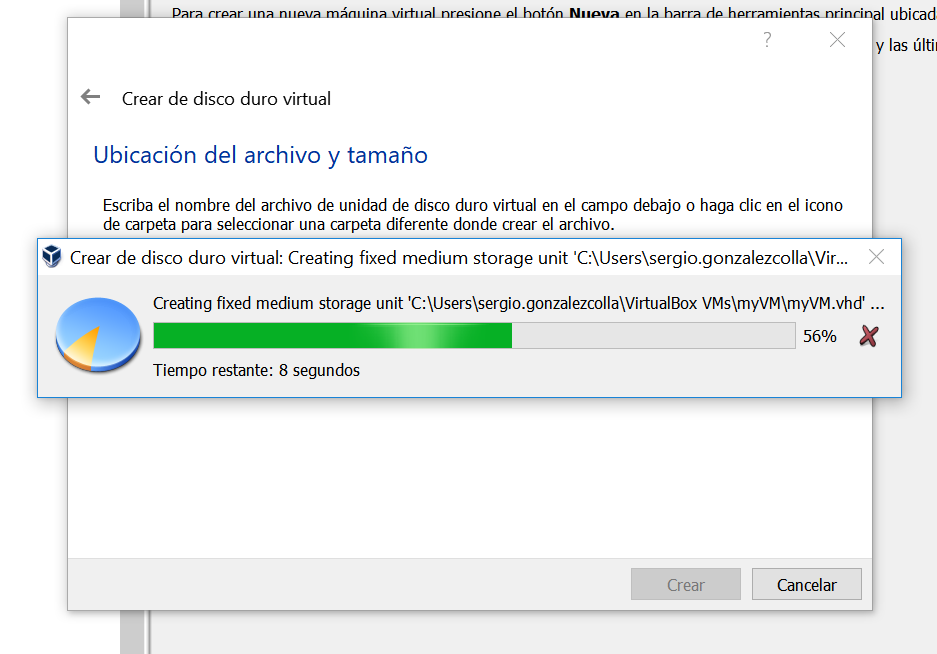 Para crear una nueva máquina virtual presione el botón Nueva en la barra de herramientas principal ubicad
? y las últi
Crear de disco duro virtual
Ubicación del archivo y tamaño
Escriba el nombre del archivo de unidad de disco duro virtual en el campo debajo o haga clic en el icono
de carpeta para seleccionar una carpeta diferente donde crear el archivo.
Crear de disco duro virtual: Creating fixed medium storage unit 'C:\Users\sergio.gonzalezcolla\Vir...
Creating fixed medium storage unit 'C:\Users\sergio.gonzalezcolla\VirtualBox VMs\myVM\myVM.vhd' ...
56%
Tiempo restante: 8 segundos
Crear Cancelar